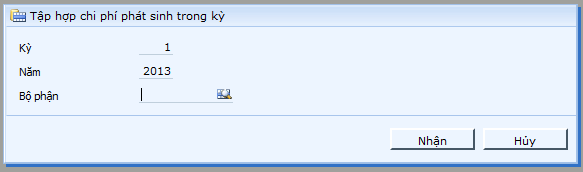 Tập hợp chi phí phát sinh trong kỳ
Kỳ 1
Năm 2013
Bộ phận
Nhận Hủy